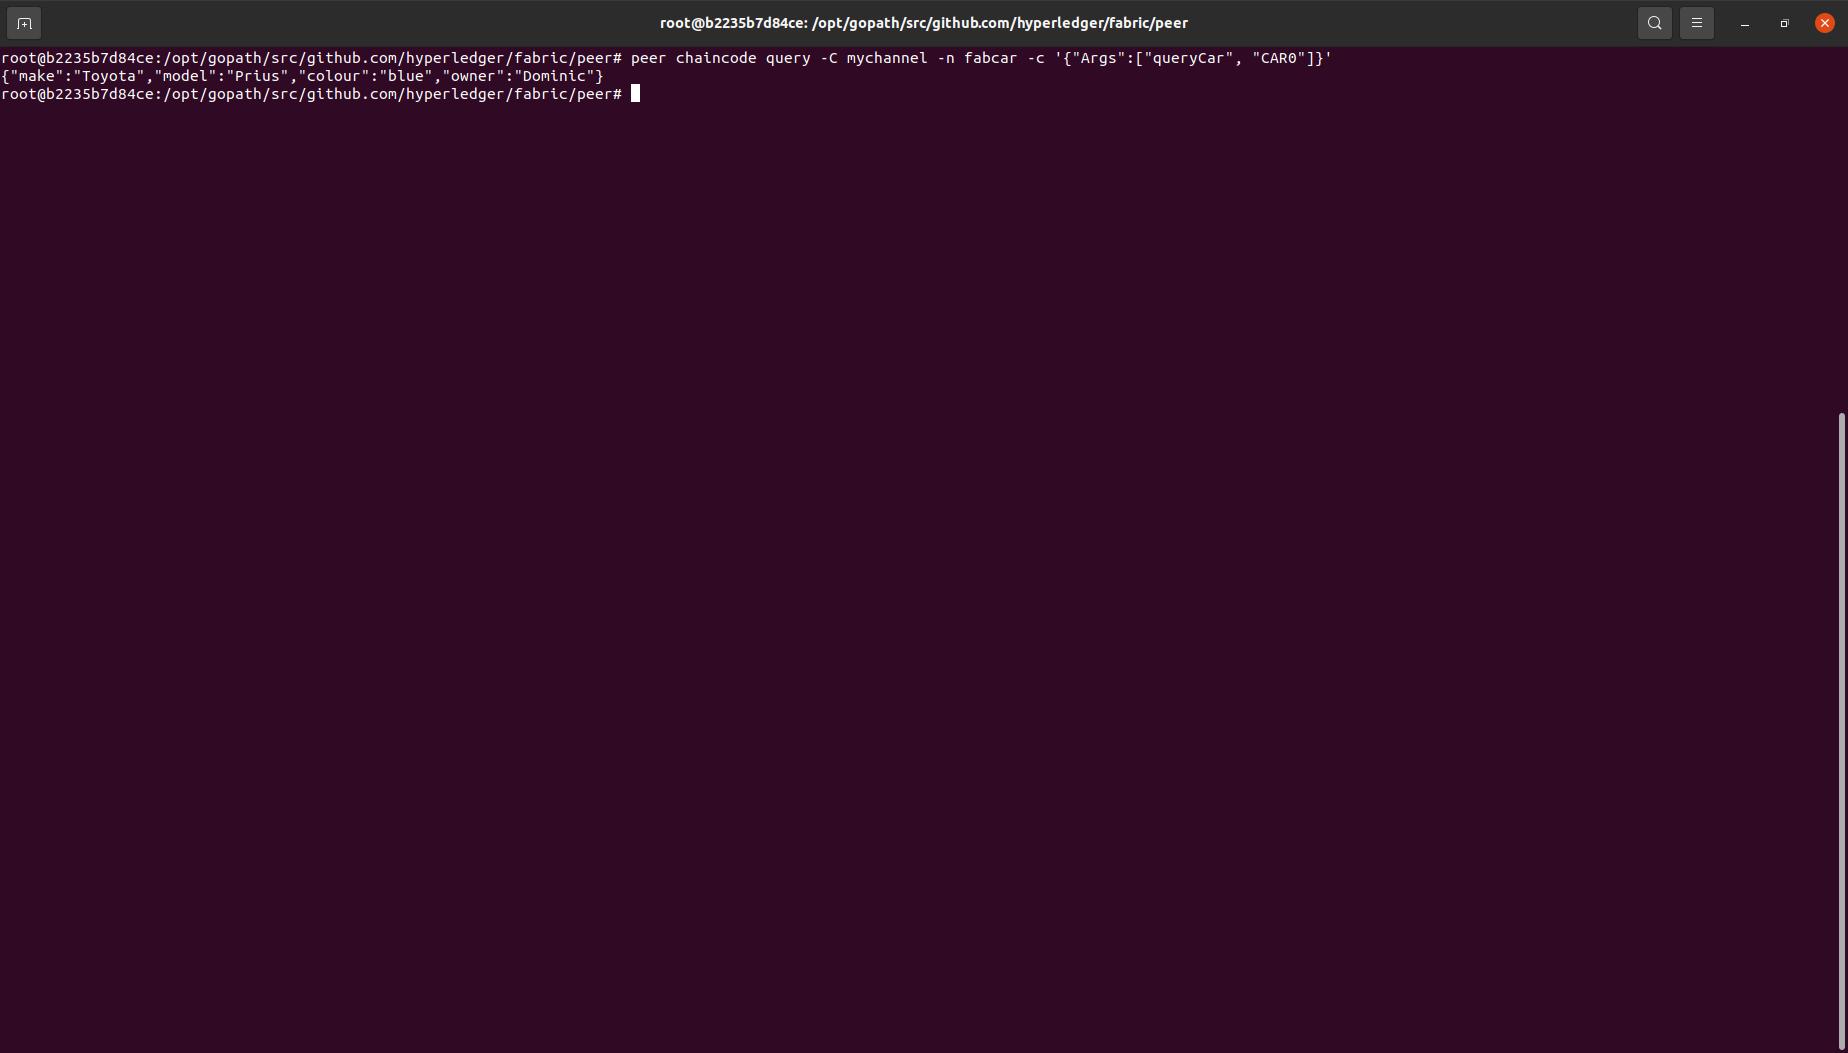 root@b2235b7d84ce: /opt/gopath/src/github.com/hyperledger/fabric/peer
root@b2235b7d84ce:/opt/gopath/src/github.com/hyperledger/fabric/peer# peer chaincode query -C mychannel -n fabcar -c '{"Args":["queryCar", "CAR0"]}'
{"make":"Toyota","model":"Prius","colour":"blue","owner":"Dominic"}
root@b2235b7d84ce:/opt/gopath/src/github.com/hyperledger/fabric/peer#